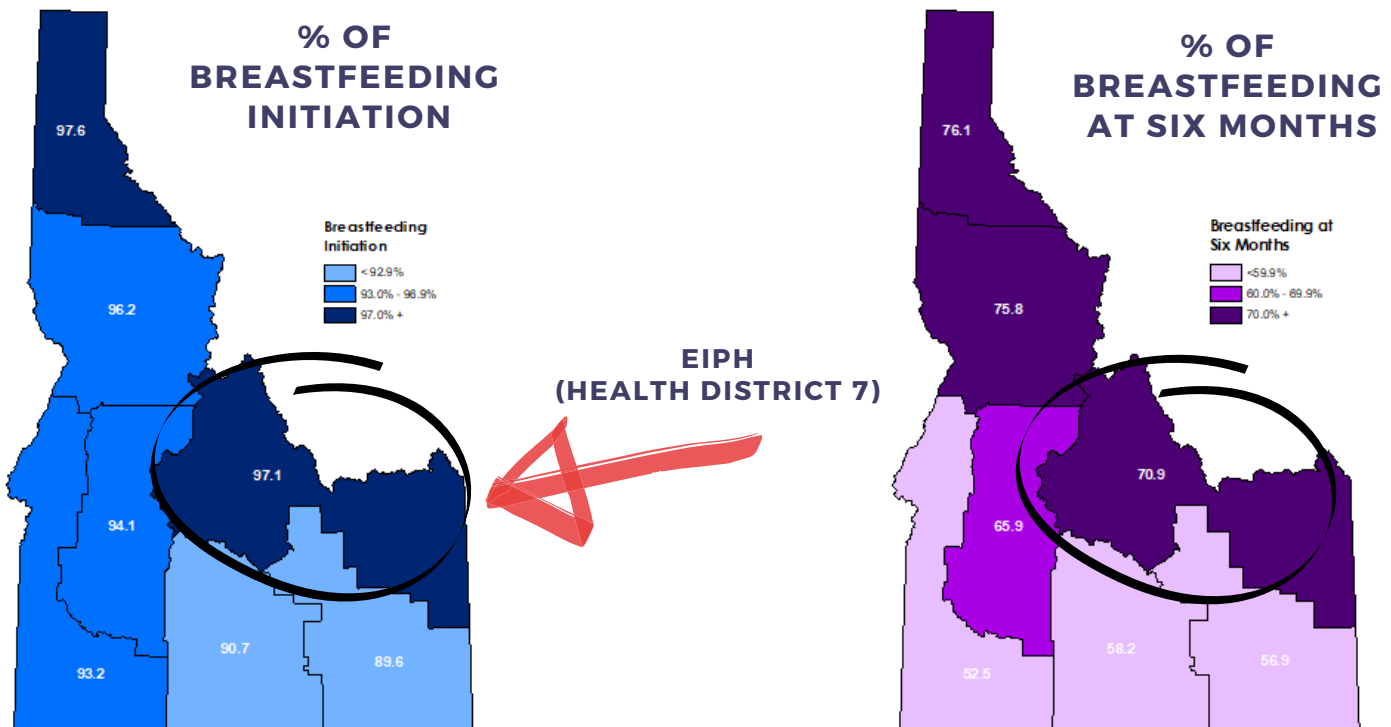 % OF
BREASTFEEDING
INITIATION
97.6
Breastfeeding
Initiation
<92.9%
93.0% - 96.9%
97.0% +
96.2
97.1
94.1
90.7
89.6
93.2
EIPH
(HEALTH DISTRICT 7)
% OF
BREASTFEEDING
AT SIX MONTHS
76.1
Breastfeeding at
Six Months
<59.9%
60.0% - 69.9%
70.0% +
75.8
70.9
65.9
58.2
56.9
52.5